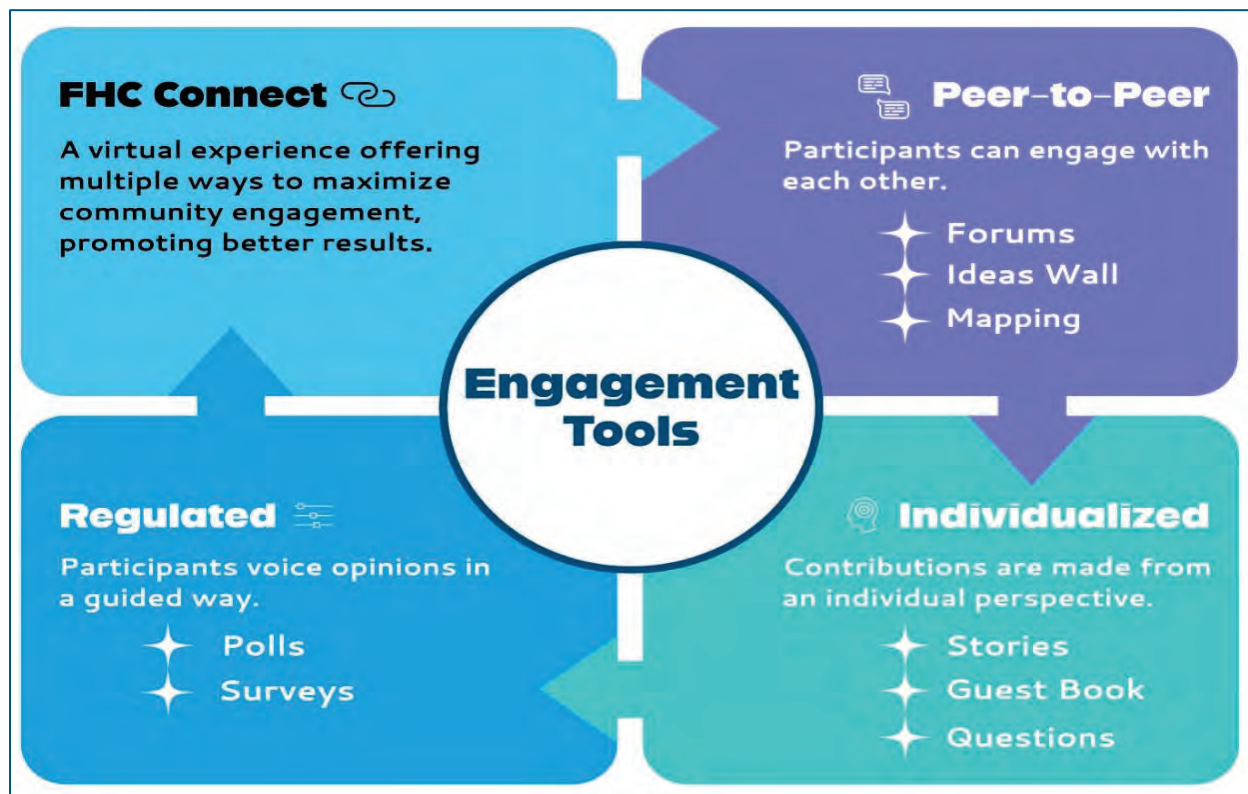 FHC Connect
A virtual experience offering
multiple ways to maximize
community engagement,
promoting better results.
Peer-to-Peer
Participants can engage with
each other.
Forums
Ideas Wall
Mapping
Engagement
Tools
Regulated
Participants voice opinions in
a guided way.
Polls
Surveys
Individualized
Contributions are made from
an individual perspective.
Stories
Guest Book
Questions